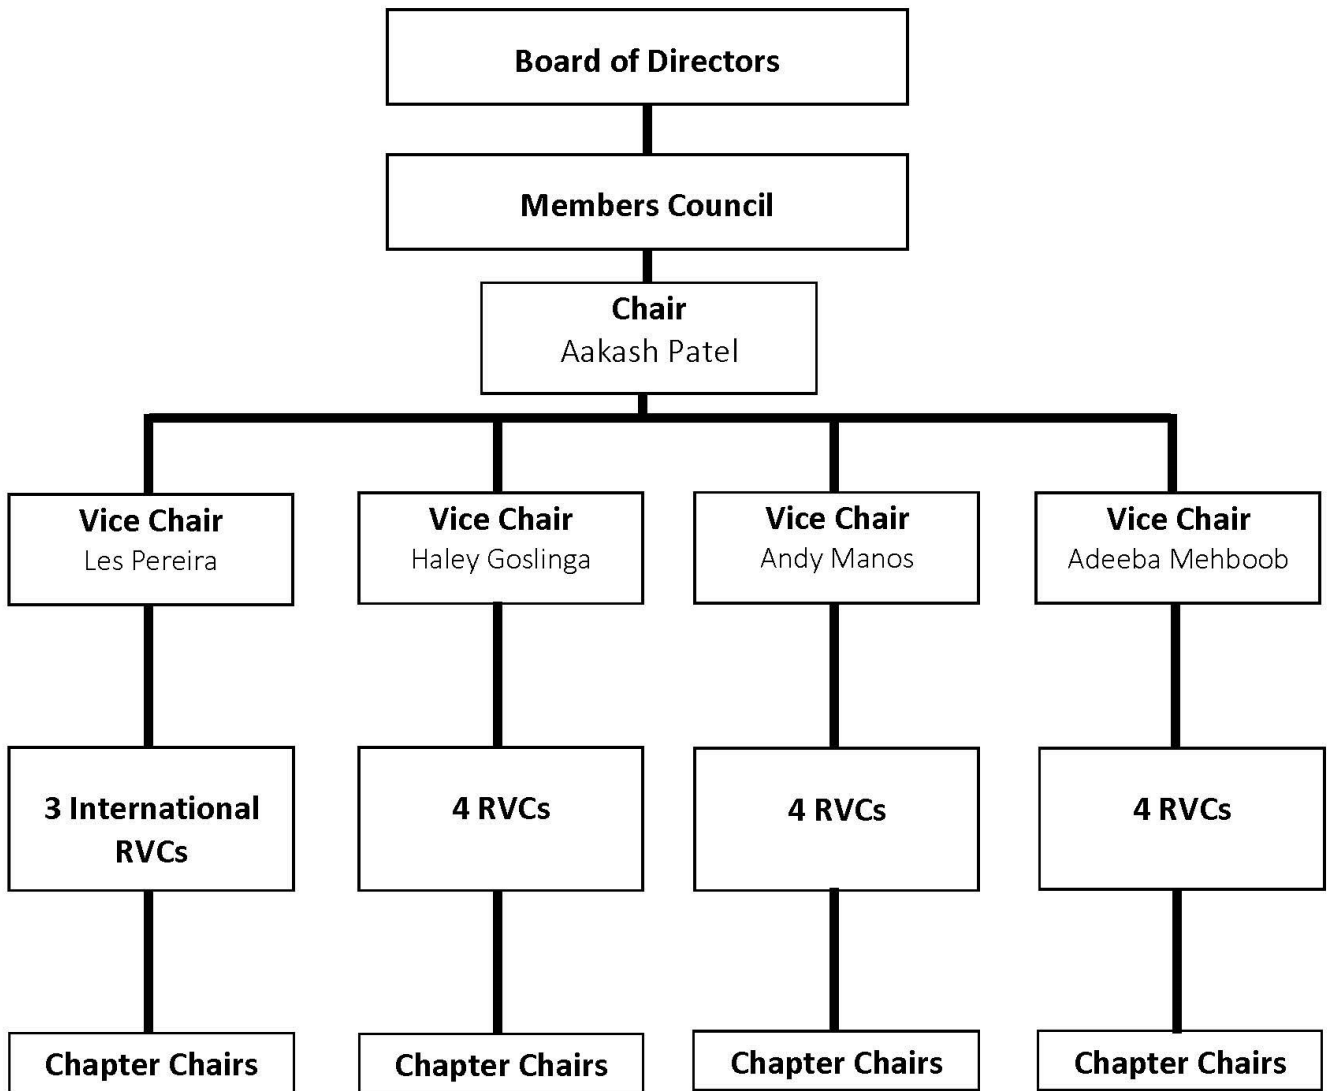 Board of Directors
Members Council
Chair
Aakash Patel
Vice Chair
Les Pereira
Vice Chair
Haley Goslinga
Vice Chair
Andy Manos
Vice Chair
Adeeba Mehboob
3 International
RVCs
4 RVCs
4 RVCs
4 RVCs
Chapter Chairs
Chapter Chairs
Chapter Chairs
Chapter Chairs